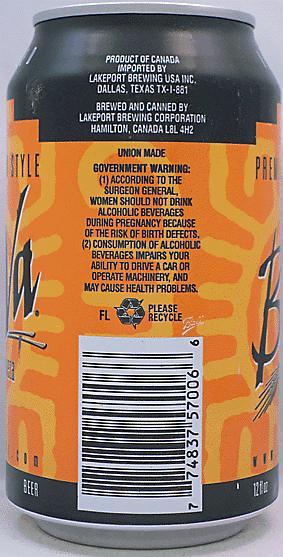 PRODUCT OF CANADA
IMPORTED BY
LAKEPORT BREWING USA INC.
DALLAS, TEXAS TX-I-881
BREWED AND CANNED BY
LAKEPORT BREWING CORPORATION
HAMILTON, CANADA L8L 4H2
UNION MADE
GOVERNMENT WARNING:
(1) ACCORDING TO THE
SURGEON GENERAL,
WOMEN SHOULD NOT DRINK
ALCOHOLIC BEVERAGES
DURING PREGNANCY BECAUSE
OF THE RISK OF BIRTH DEFECTS.
(2) CONSUMPTION OF ALCOHOLIC
BEVERAGES IMPAIRS YOUR
ABILITY TO DRIVE A CAR OR
OPERATE MACHINERY, AND
MAY CAUSE HEALTH PROBLEMS.
FL PLEASE
RECYCLE
7 74837 57006 6
STYLE
la
.com
BEER
PREM
B
www.
12 fl oz